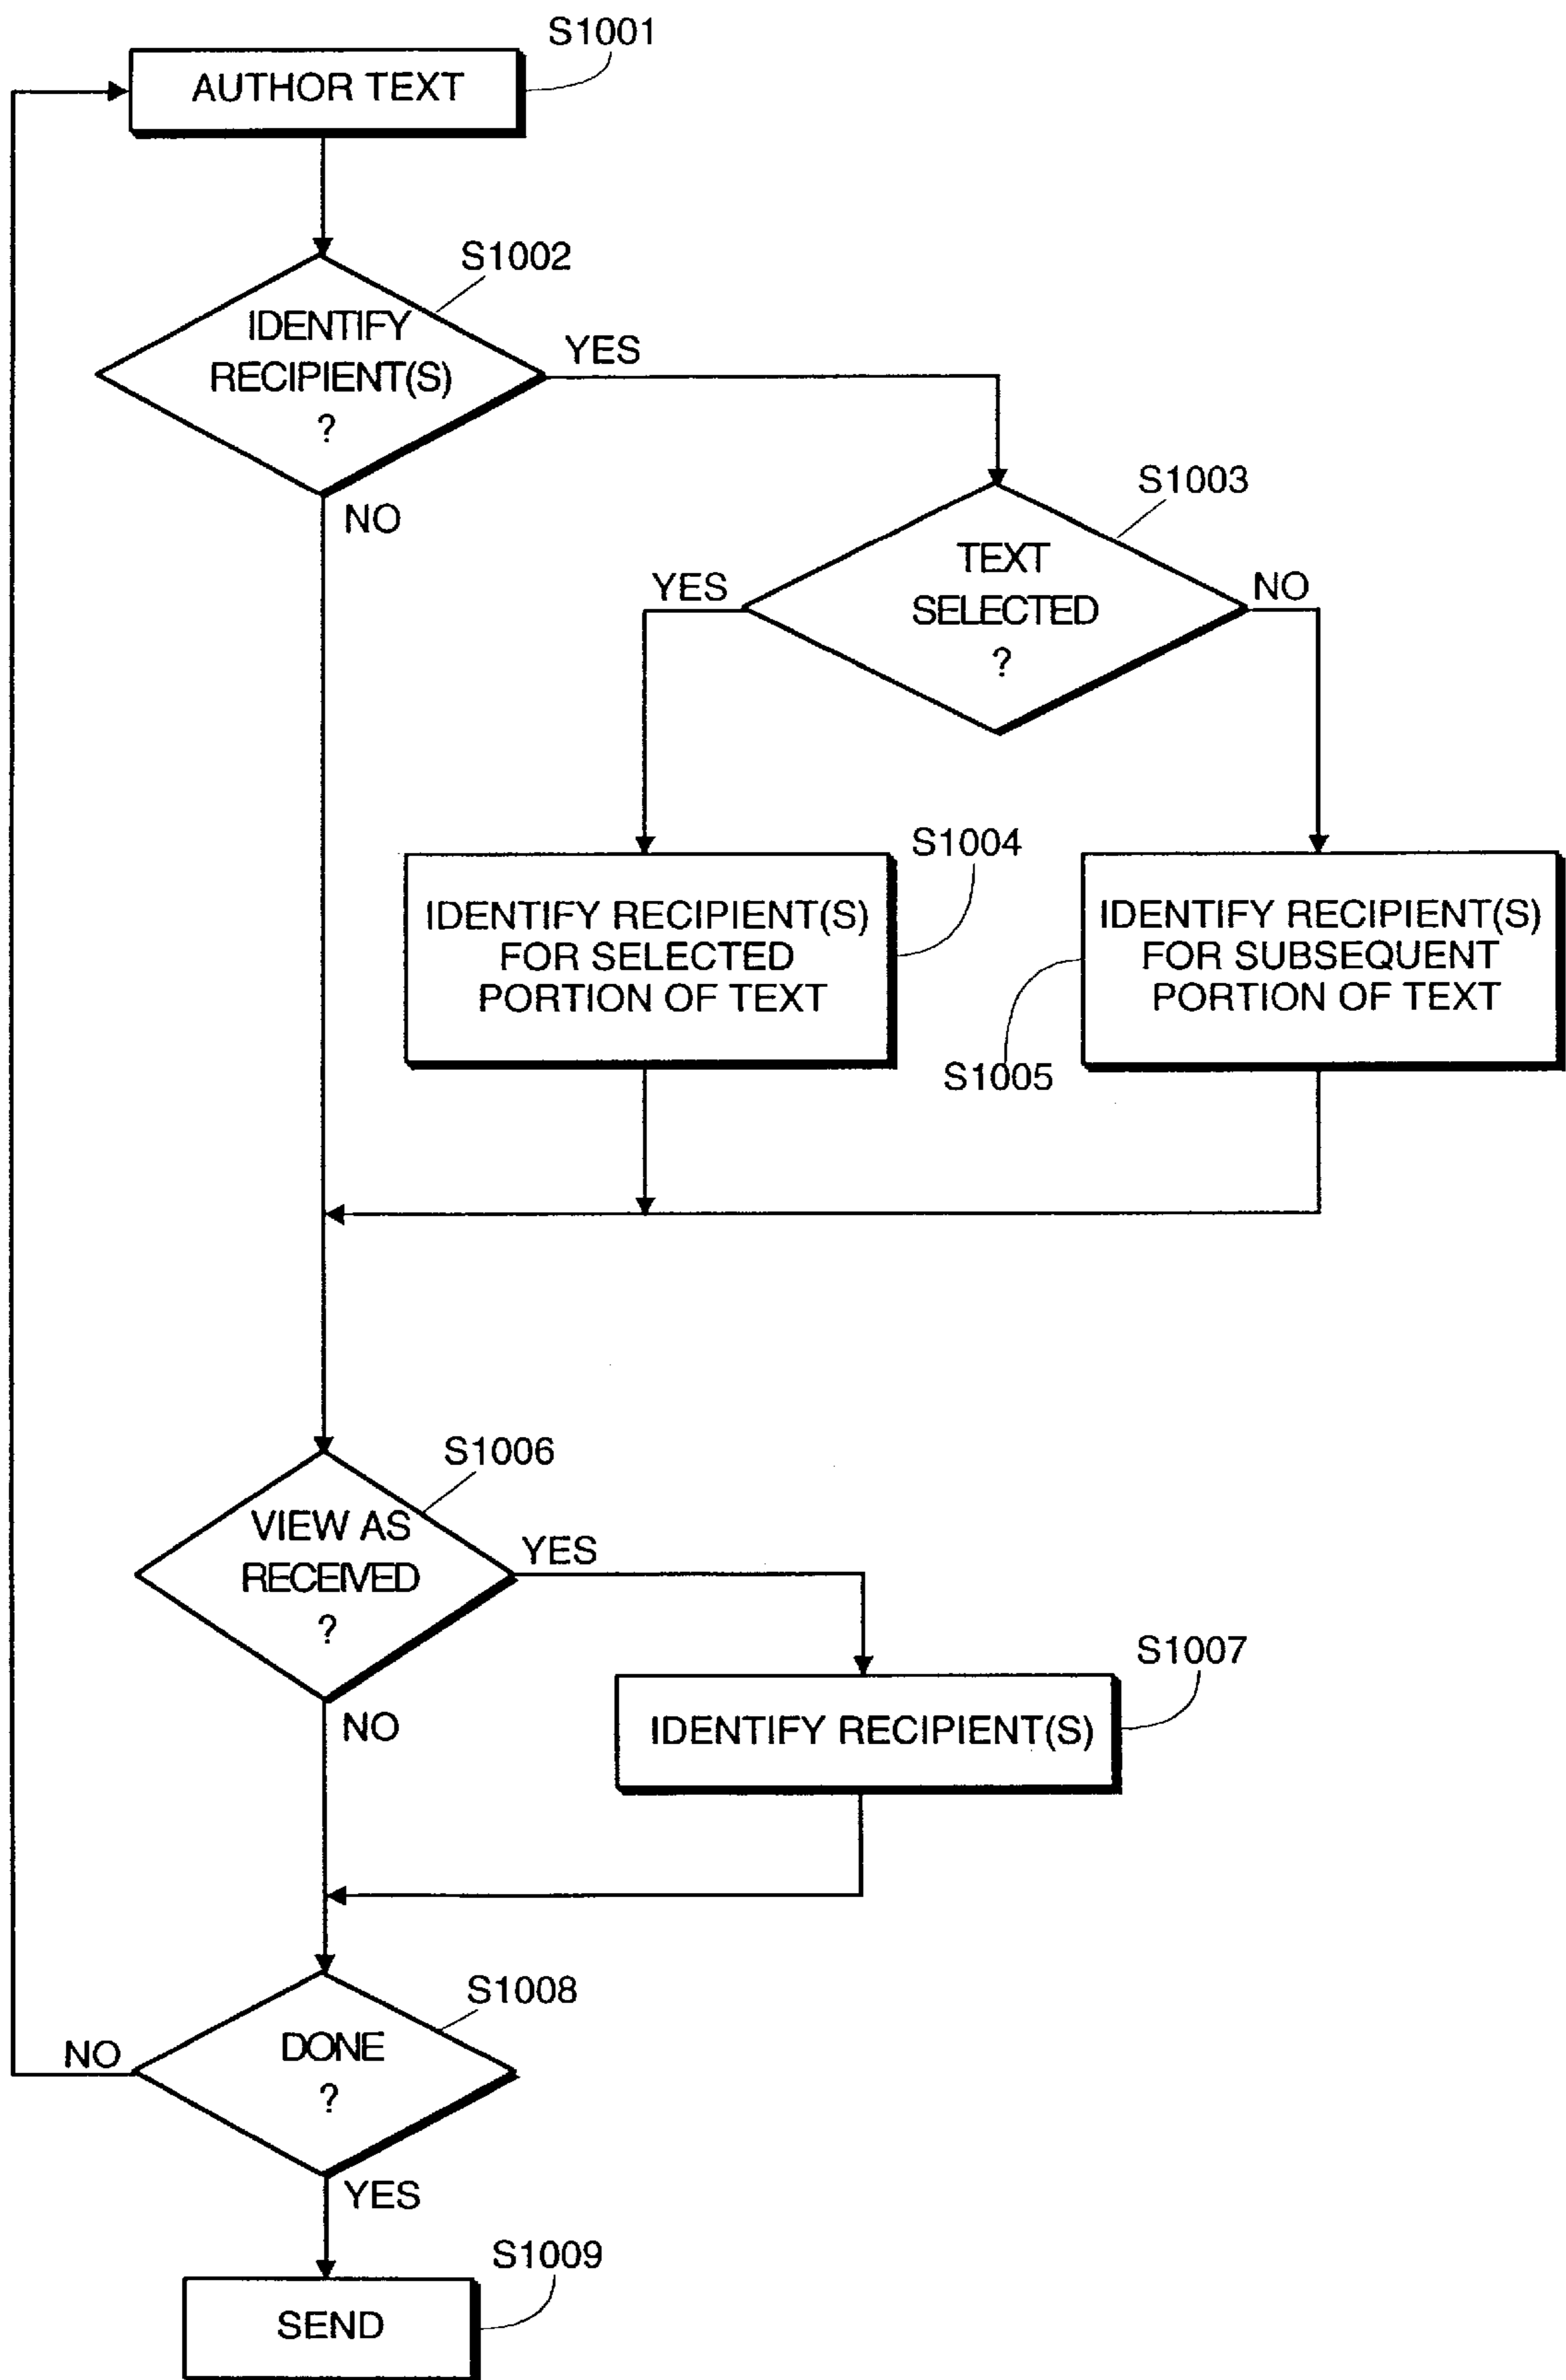 S1001
AUTHOR TEXT
S1002
IDENTIFY
RECIPIENT(S)
?
YES
NO
S1003
TEXT
SELECTED
?
YES
NO
S1004
IDENTIFY RECIPIENT(S)
FOR SELECTED
PORTION OF TEXT
IDENTIFY RECIPIENT(S)
FOR SUBSEQUENT
PORTION OF TEXT
S1005
S1006
VIEW AS
RECEIVED
?
YES
NO
S1007
IDENTIFY RECIPIENT(S)
S1008
DONE
?
NO
YES
S1009
SEND